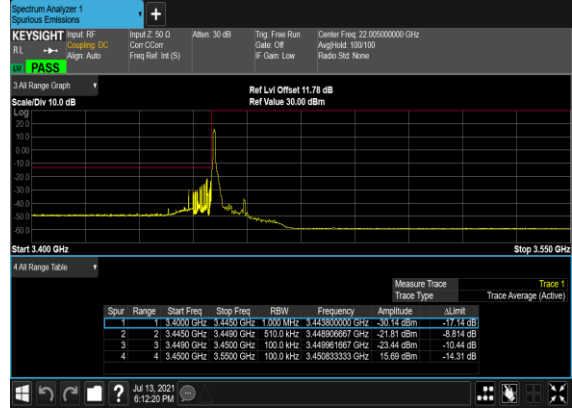 Spectrum Analyzer 1
Spurious Emissions
+
KEYSIGHT Input: RF Input Z: 50 Ω Atten: 30 dB Trig: Free Run Center Freq: 22.005000000 GHz
RL Coupling: DC Corr CCorr Gate: Off Avg|Hold: 100/100
Align: Auto Freq Ref: Int (S) IF Gain: Low Radio Std: None
LW PASS
3 All Range Graph
Ref Lvl Offset 11.78 dB
Scale/Div 10.0 dB Ref Value 30.00 dBm
Log
20.0
10.0
0.00
-10.0
-20.0
-30.0
-40.0
-50.0
-60.0
Start 3.400 GHz Stop 3.550 GHz
4 All Range Table
Measure Trace Trace 1
Trace Type Trace Average (Active)
Spur Range Start Freq Stop Freq RBW Frequency Amplitude ΔLimit
1 1 3.4000 GHz 3.4450 GHz 1.000 MHz 3.443800000 GHz -30.14 dBm -17.14 dB
2 2 3.4450 GHz 3.4490 GHz 510.0 kHz 3.448906667 GHz -21.81 dBm -8.814 dB
3 3 3.4490 GHz 3.4500 GHz 100.0 kHz 3.449961667 GHz -23.44 dBm -10.44 dB
4 4 3.4500 GHz 3.5500 GHz 100.0 kHz 3.450833333 GHz 15.69 dBm -14.31 dB
? Jul 13, 2021
6:12:20 PM